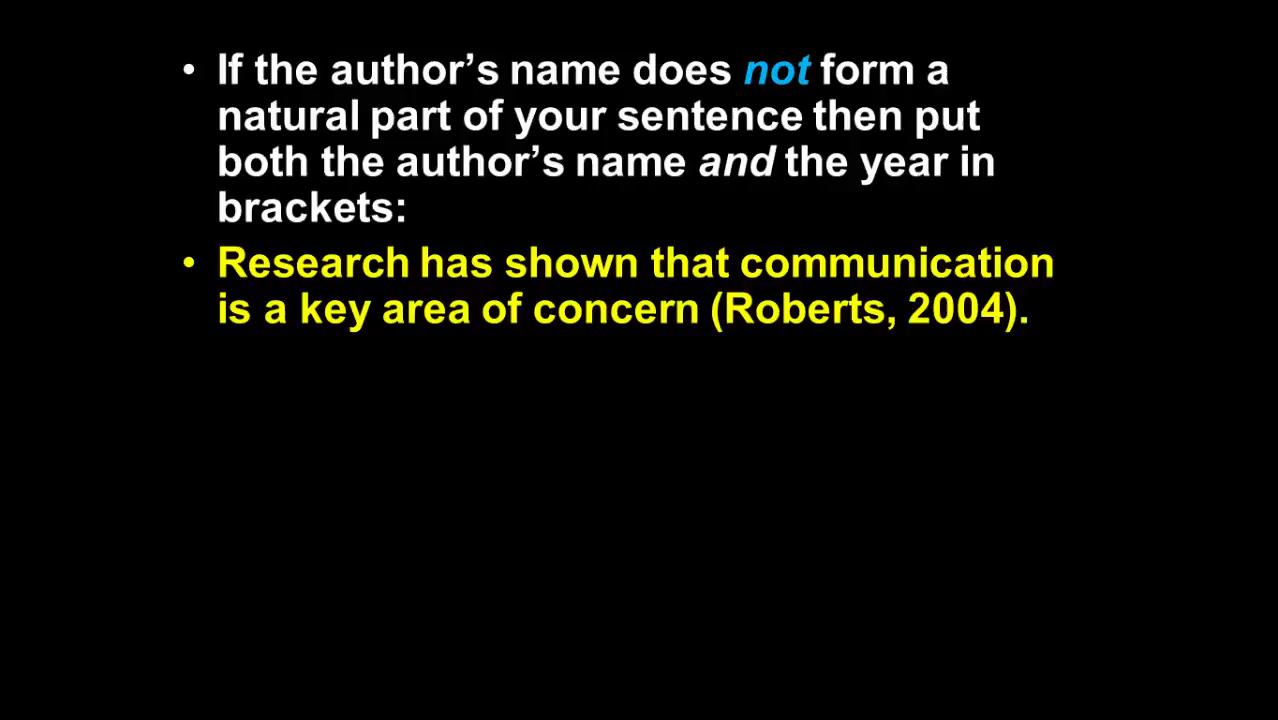 • If the author’s name does not form a
natural part of your sentence then put
both the author’s name and the year in
brackets:
• Research has shown that communication
is a key area of concern (Roberts, 2004).